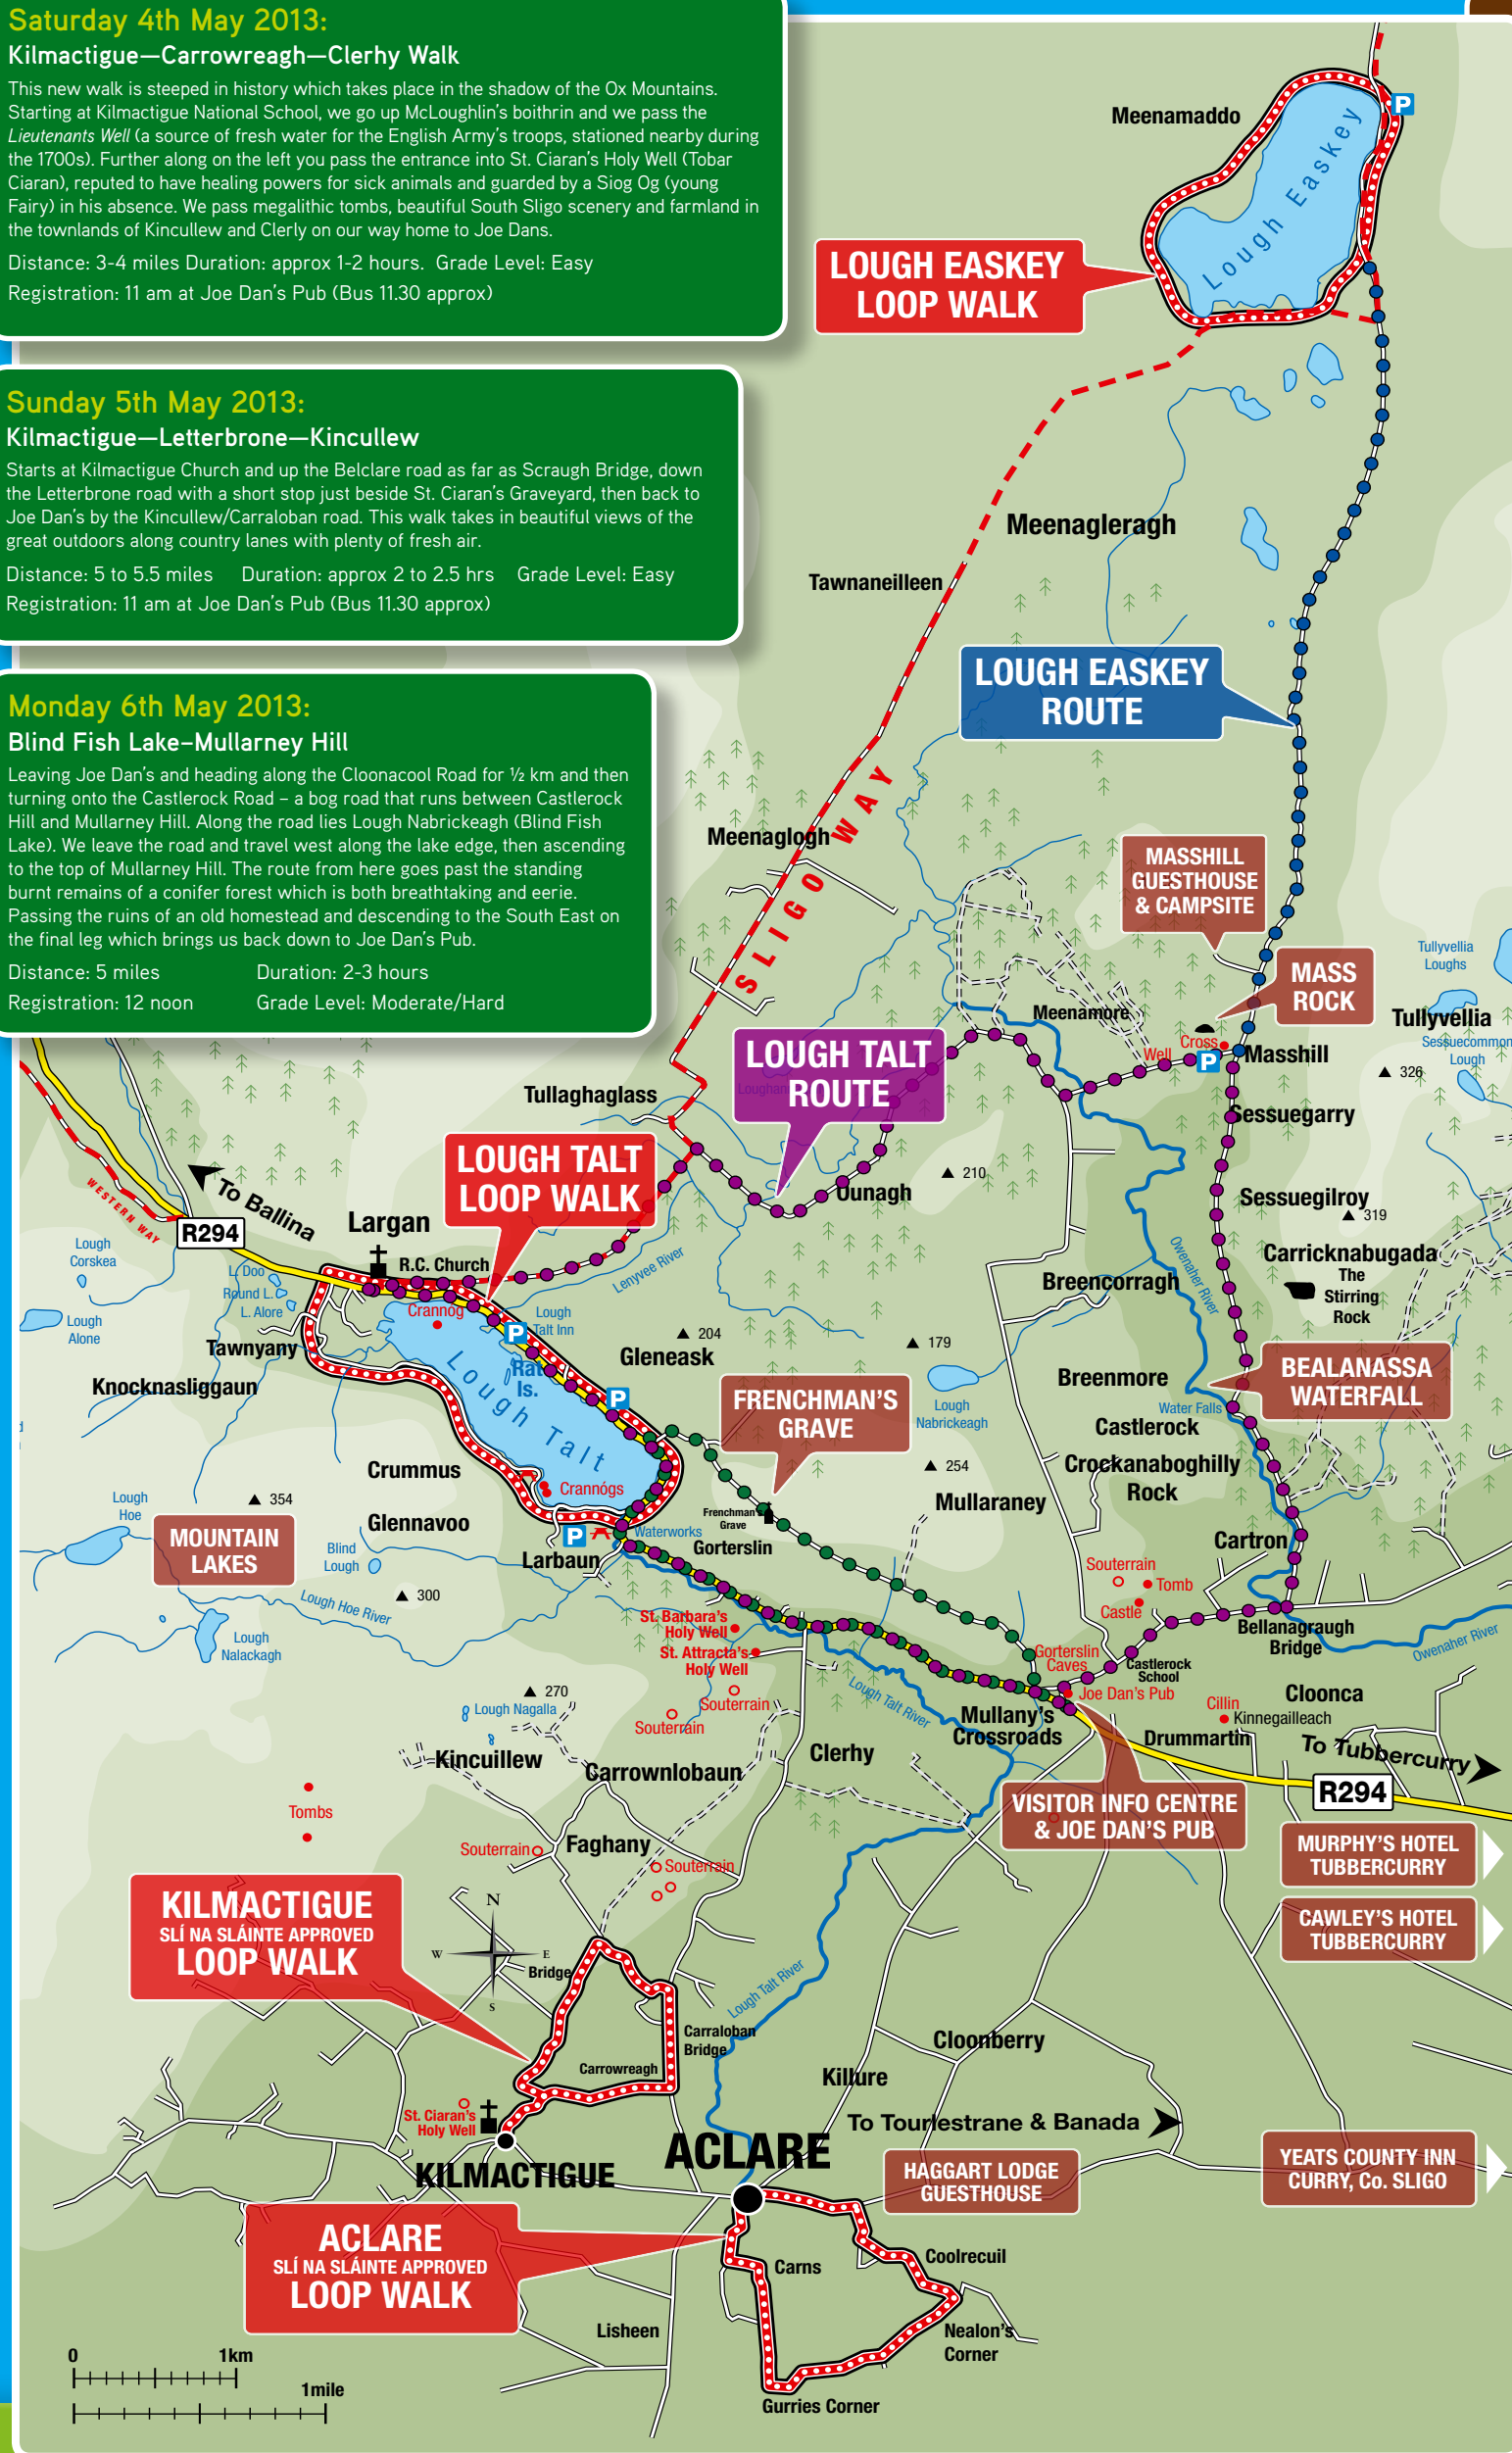 Saturday 4th May 2013:
Kilmactigue—Carrowreagh—Clerhy Walk
This new walk is steeped in history which takes place in the shadow of the Ox Mountains.
Starting at Kilmactigue National School, we go up McLoughlin's boithrin and we pass the
Lieutenants Well (a source of fresh water for the English Army's troops, stationed nearby during
the 1700s). Further along on the left you pass the entrance into St. Ciaran's Holy Well (Tobar
Ciaran), reputed to have healing powers for sick animals and guarded by a Siog Og (young
Fairy) in his absence. We pass megalithic tombs, beautiful South Sligo scenery and farmland in
the townlands of Kincullew and Clerly on our way home to Joe Dans.
Distance: 3-4 miles Duration: approx 1-2 hours. Grade Level: Easy
Registration: 11 am at Joe Dan's Pub (Bus 11.30 approx)
Sunday 5th May 2013:
Kilmactigue—Letterbrone—Kincullew
Starts at Kilmactigue Church and up the Belclare road as far as Scraugh Bridge, down
the Letterbrone road with a short stop just beside St. Ciaran's Graveyard, then back to
Joe Dan's by the Kincullew/Carraloban road. This walk takes in beautiful views of the
great outdoors along country lanes with plenty of fresh air.
Distance: 5 to 5.5 miles Duration: approx 2 to 2.5 hrs Grade Level: Easy
Registration: 11 am at Joe Dan's Pub (Bus 11.30 approx)
Monday 6th May 2013:
Blind Fish Lake–Mullarney Hill
Leaving Joe Dan's and heading along the Cloonacool Road for ½ km and then
turning onto the Castlerock Road – a bog road that runs between Castlerock
Hill and Mullarney Hill. Along the road lies Lough Nabrickeagh (Blind Fish
Lake). We leave the road and travel west along the lake edge, then ascending
to the top of Mullarney Hill. The route from here goes past the standing
burnt remains of a conifer forest which is both breathtaking and eerie.
Passing the ruins of an old homestead and descending to the South East on
the final leg which brings us back down to Joe Dan's Pub.
Distance: 5 miles Duration: 2-3 hours
Registration: 12 noon Grade Level: Moderate/Hard
Meenamaddo
P
Lough Easkey
LOUGH EASKEY
LOOP WALK
Meenagleragh
Tawnaneilleen
LOUGH EASKEY
ROUTE
Meenaglogh
SLIGO WAY
MASSHILL
GUESTHOUSE
& CAMPSITE
MASS
ROCK
Tullyvellia
Loughs
Tullyvellia
Sessuecommon
Lough
326
Meenamore
Well
Cross
P
Masshill
Sessuegarry
LOUGH TALT
ROUTE
Tullaghaglass
LOUGH TALT
LOOP WALK
210
Ounagh
Sessuegilroy
319
WESTERN WAY
To Ballina
R294
Largan
R.C. Church
Lenyvee River
Owenaher River
Carricknabugada
The
Stirring
Rock
Breencorragh
Lough
Corskea
L. Doo
Round L.
L. Alore
Lough
Alone
Tawnyany
Crannóg
Lough
Talt Inn
P
Rat
Is.
Lough Talt
204
Gleneask
179
Lough
Nabrickeagh
Breenmore
Water Falls
BEALANASSA
WATERFALL
Knocknasliggaun
P
FRENCHMAN'S
GRAVE
Castlerock
Crockanaboghilly
Rock
254
Mullaraney
Crummus
Crannógs
Frenchman's
Grave
Lough
Hoe
354
MOUNTAIN
LAKES
Glennavoo
P
Waterworks
Gorterslin
Larbaun
Blind
Lough
300
Lough Hoe River
Lough
Nalackagh
Cartron
Souterrain
Tomb
Castle
Bellanagraugh
Bridge
Owenaher River
St. Barbara's
Holy Well
St. Attracta's
Holy Well
Souterrain
Souterrain
Lough Talt River
Gorterslin
Caves
Castlerock
School
Joe Dan's Pub
Mullany's
Crossroads
Cillin
Kinnegailleach
Cloonca
Drummartin
To Tubbercurry
R294
270
Lough Nagalla
Kincuillew
Carrownlobaun
Clerhy
VISITOR INFO CENTRE
& JOE DAN'S PUB
Tombs
Souterrain
Faghany
Souterrain
MURPHY'S HOTEL
TUBBERCURRY
CAWLEY'S HOTEL
TUBBERCURRY
KILMACTIGUE
SLÍ NA SLÁINTE APPROVED
LOOP WALK
N
W
E
S
Bridge
Lough Talt River
Carraloban
Bridge
Carrowreagh
Cloonberry
Killure
St. Ciaran's
Holy Well
KILMACTIGUE
ACLARE
To Tourlestrane & Banada
HAGGART LODGE
GUESTHOUSE
YEATS COUNTY INN
CURRY, Co. SLIGO
ACLARE
SLÍ NA SLÁINTE APPROVED
LOOP WALK
Carns
Coolrecuil
Lisheen
Nealon's
Corner
Gurries Corner
0 1km
1mile